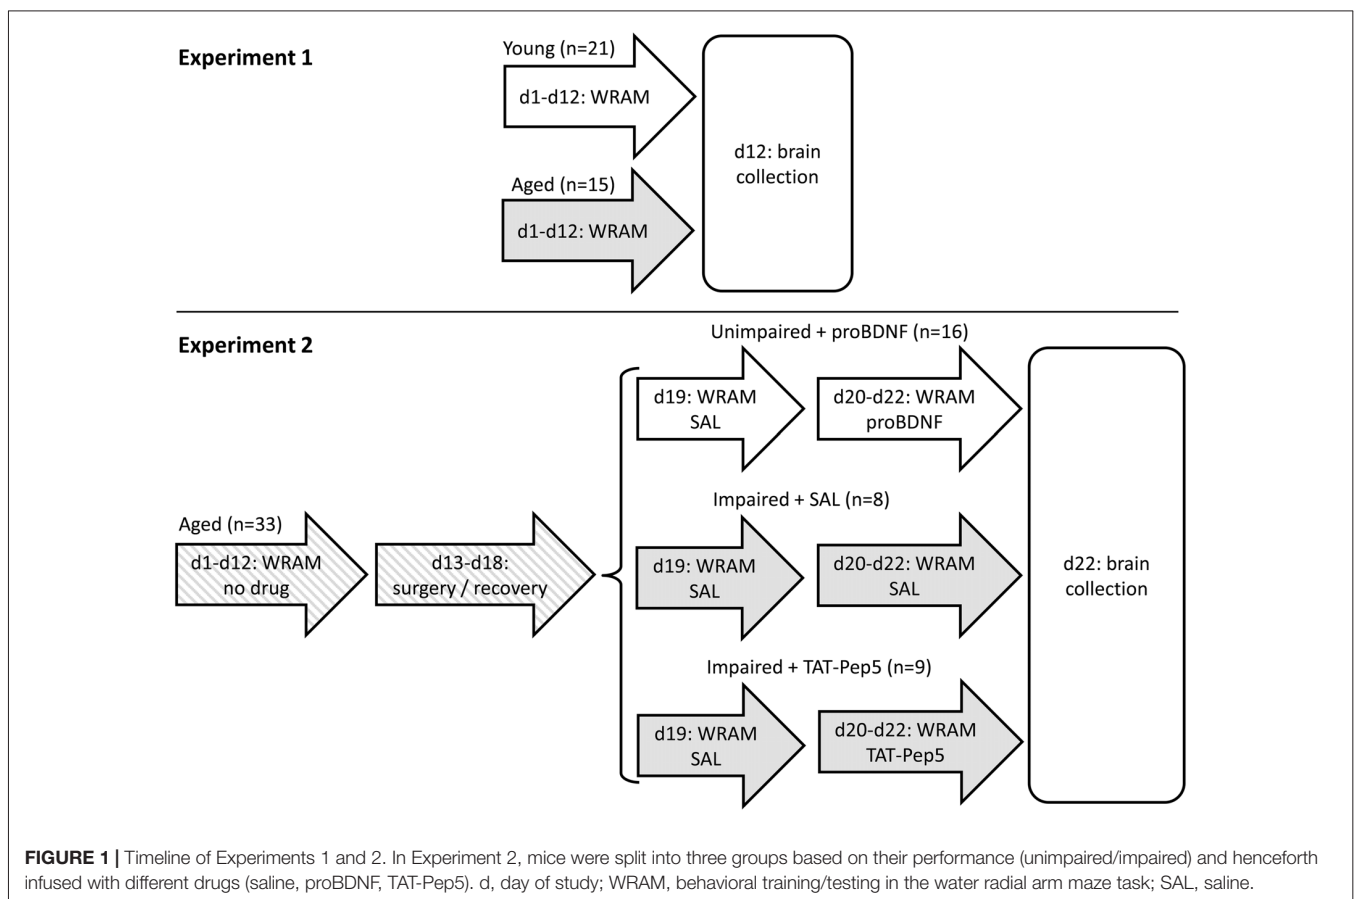 Experiment 1
Young (n=21)
d1-d12: WRAM
Aged (n=15)
d1-d12: WRAM
d12: brain
collection
Experiment 2
Aged (n=33)
d1-d12: WRAM
no drug
d13-d18:
surgery / recovery
Unimpaired + proBDNF (n=16)
d19: WRAM
SAL
d20-d22: WRAM
proBDNF
Impaired + SAL (n=8)
d19: WRAM
SAL
d20-d22: WRAM
SAL
Impaired + TAT-Pep5 (n=9)
d19: WRAM
SAL
d20-d22: WRAM
TAT-Pep5
d22: brain
collection
FIGURE 1 | Timeline of Experiments 1 and 2. In Experiment 2, mice were split into three groups based on their performance (unimpaired/impaired) and henceforth
infused with different drugs (saline, proBDNF, TAT-Pep5). d, day of study; WRAM, behavioral training/testing in the water radial arm maze task; SAL, saline.